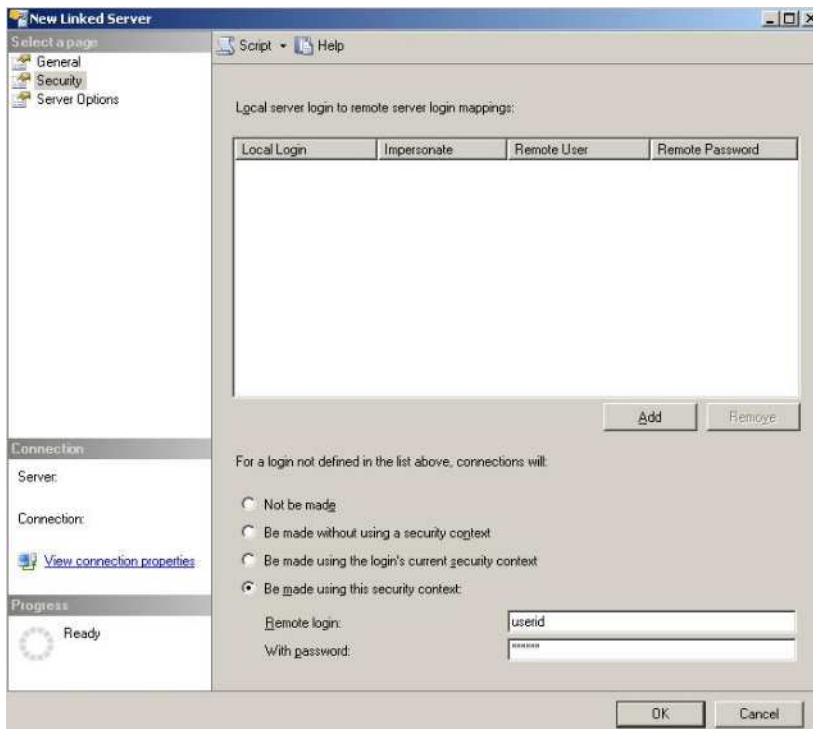 New Linked Server
Select a page
General
Security
Server Options
Script Help
Local server login to remote server login mappings:
Local Login Impersonate Remote User Remote Password
Add Remove
Connection
Server:
Connection:
View connection properties
Progress
Ready
For a login not defined in the list above, connections will:
Not be made
Be made without using a security context
Be made using the login's current security context
Be made using this security context:
Remote login: userid
With password: ******
OK Cancel